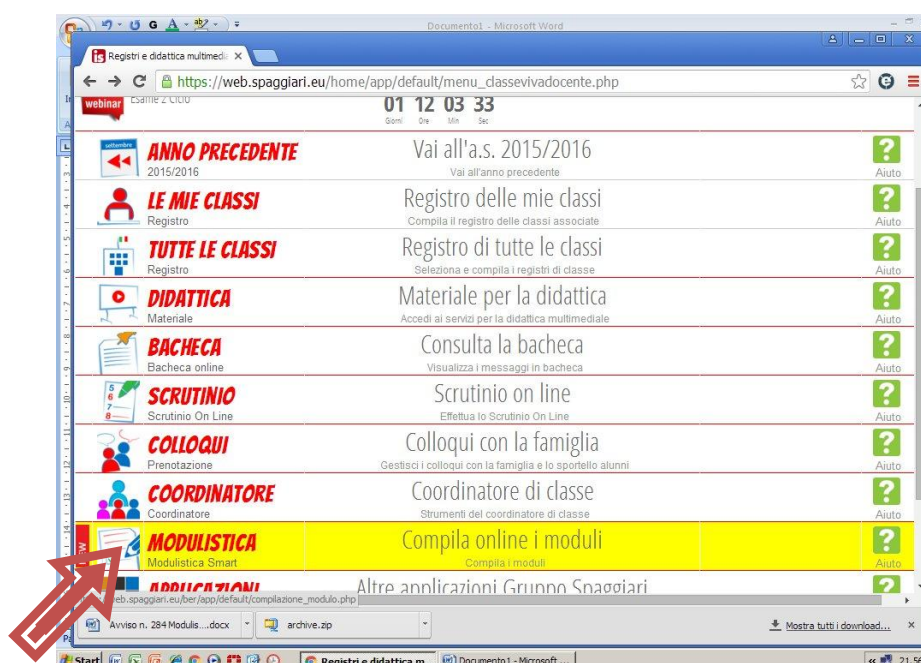 Documento1 - Microsoft Word
Registri e didattica multimedia
https://web.spaggiari.eu/home/app/default/menu_classevivadocente.php
webinar Esame 2 Ciclo
01 12 03 33
Giorni Ore Min Sec
settembre
ANNO PRECEDENTE Vai all'a.s. 2015/2016
2015/2016 Vai all'anno precedente Aiuto
LE MIE CLASSI Registro delle mie classi
Registro Compila il registro delle classi associate Aiuto
TUTTE LE CLASSI Registro di tutte le classi
Registro Seleziona e compila i registri di classe Aiuto
DIDATTICA Materiale per la didattica
Materiale Accedi ai servizi per la didattica multimediale Aiuto
BACHECA Consulta la bacheca
Bacheca online Visualizza i messaggi in bacheca Aiuto
SCRUTINIO Scrutinio on line
Scrutinio On Line Effettua lo Scrutinio On Line Aiuto
COLLOQUI Colloqui con la famiglia
Prenotazione Gestisci i colloqui con la famiglia e lo sportello alunni Aiuto
COORDINATORE Coordinatore di classe
Coordinatore Strumenti del coordinatore di classe Aiuto
MODULISTICA Compila online i moduli
Modulistica Smart Compila i moduli Aiuto
APPLICAZIONI Altre applicazioni Gruppo Spaggiari
web.spaggiari.eu/ber/app/default/compilazione_modulo.php
Avviso n. 284 Modulis....docx archive.zip Mostra tutti i download...
Start Registri e didattica m... Documento1 - Microsoft ... 21.56